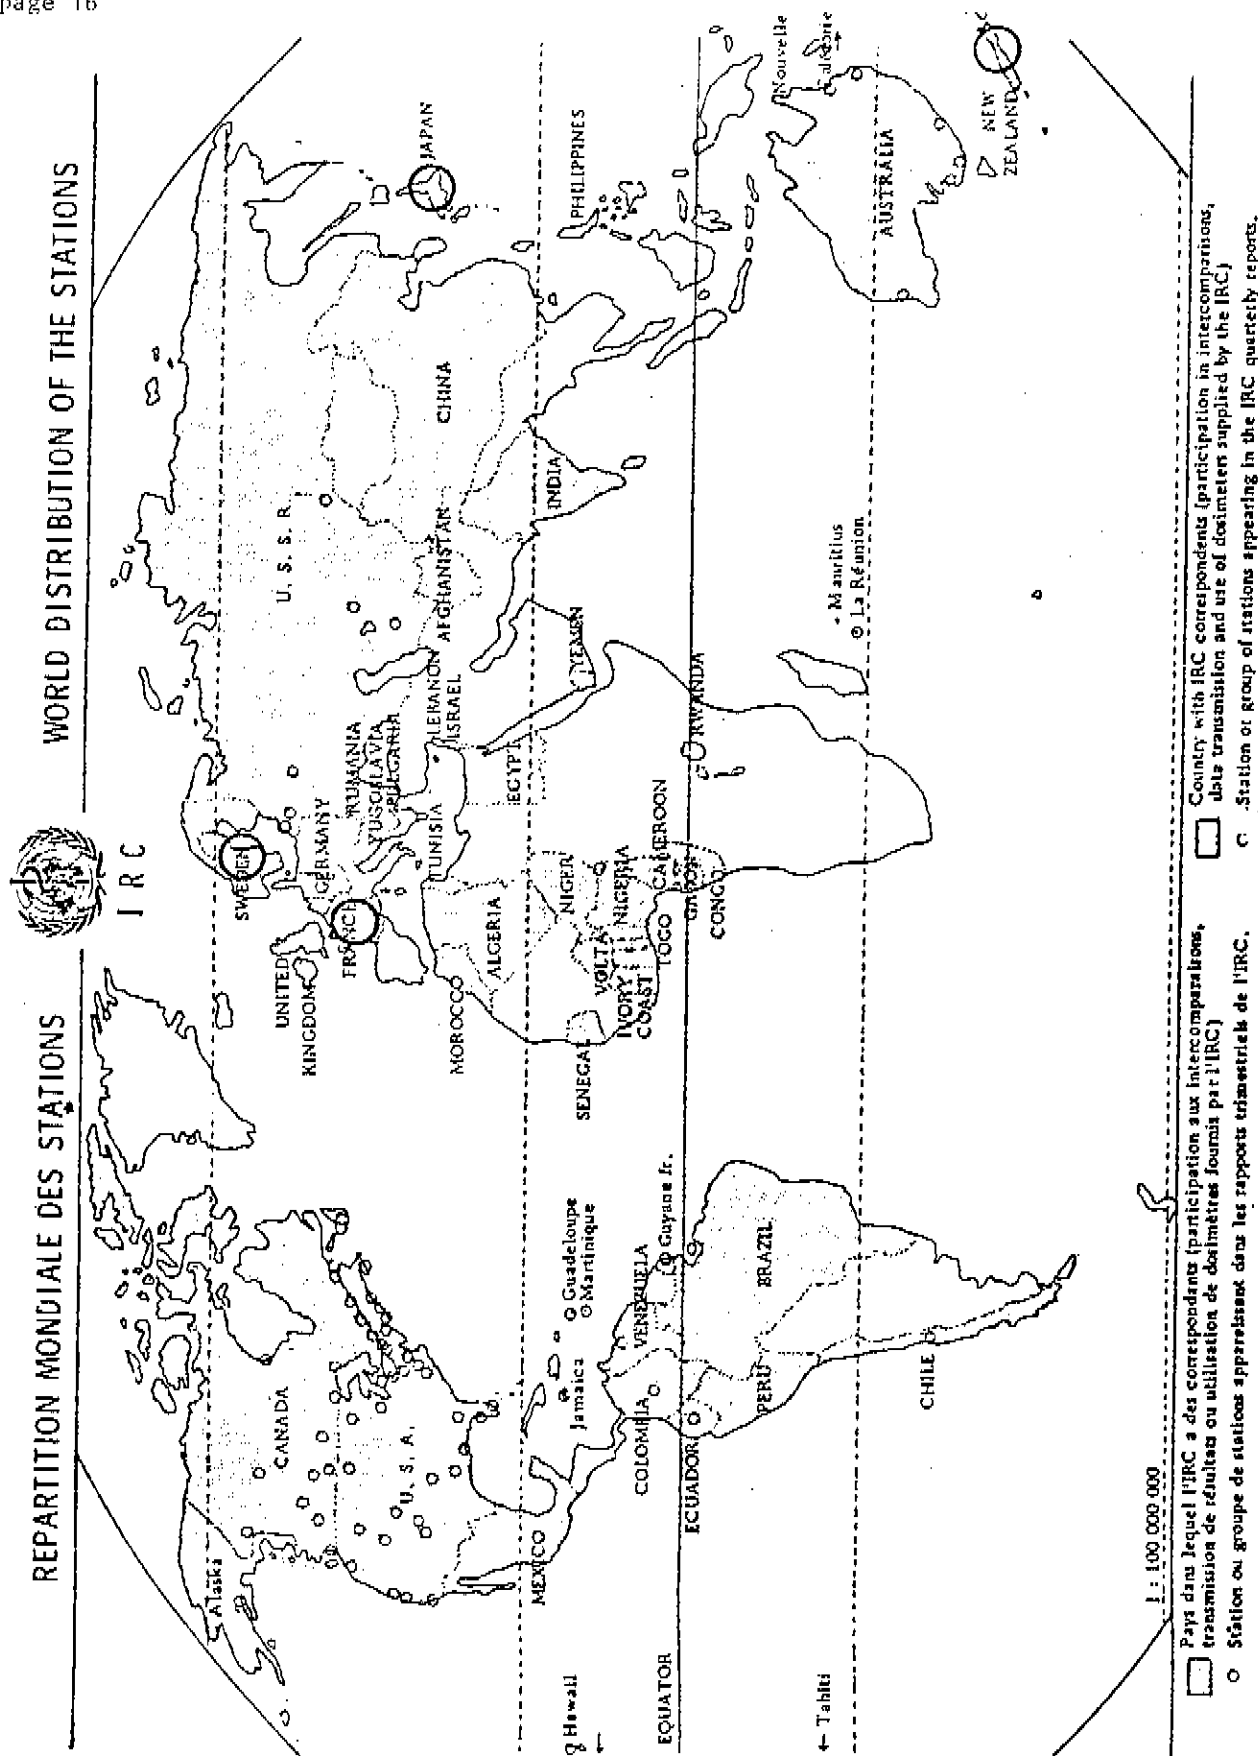 page 16
REPARTITION MONDIALE DES STATIONS
WORLD DISTRIBUTION OF THE STATIONS
I R C
Alaska
CANADA
U. S. A.
MEXICO
Hawaii
EQUATOR
← Tahiti
Jamaica
Guadeloupe
Martinique
COLOMBIA
VENEZUELA
Guyane fr.
ECUADOR
PERU
BRAZIL
CHILE
SWEDEN
UNITED
KINGDOM
GERMANY
FRANCE
RUMANIA
YUGOSLAVIA
BULGARIA
LEBANON
ISRAEL
TUNISIA
MOROCCO
ALGERIA
EGYPT
YEMEN
NIGER
NIGERIA
SENEGAL
VOLTA
IVORY
COAST
TOGO
CAMEROON
GABON
CONGO
RWANDA
Mauritius
La Réunion
U. S. S. R.
AFGHANISTAN
CHINA
INDIA
JAPAN
PHILIPPINES
AUSTRALIA
Nouvelle
Calédonie
NEW
ZEALAND
1 : 100 000 000
Pays dans lequel l'IRC a des correspondants (participation aux intercomparaisons,
transmission de résultats ou utilisation de dosimètres fournis par l'IRC)
Station ou groupe de stations apparaissant dans les rapports trimestriels de l'IRC.
Country with IRC correspondents (participation in intercomparisons,
data transmission and use of dosimeters supplied by the IRC)
Station or group of stations appearing in the IRC quarterly reports.